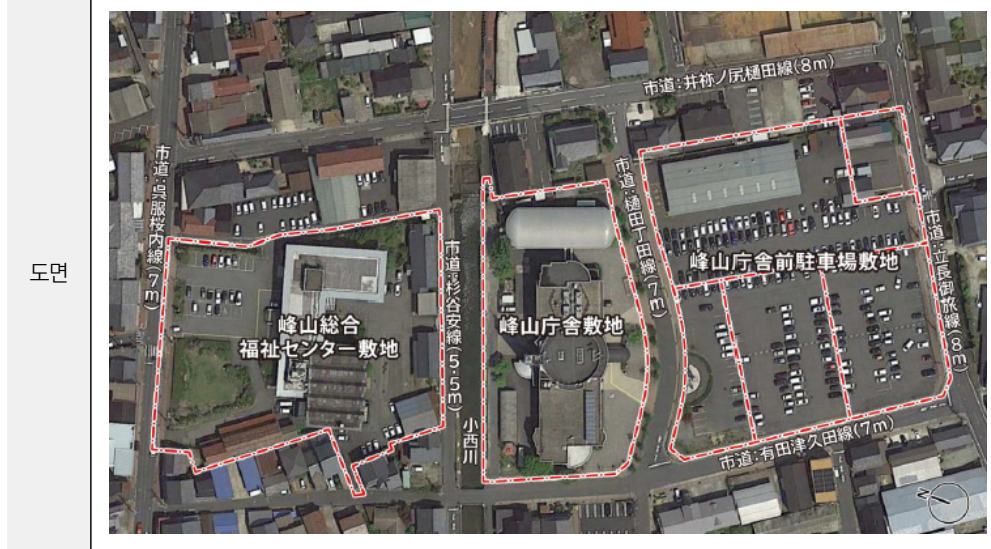 도면
市道:井祢ノ尻樋田線(8m)
市道:呉服桜内線(7m)
市道:樋田丁田線(7m)
市道:杉谷安線(5.5m)
市道:立長御旅線(8m)
峰山庁舎前駐車場敷地
峰山総合
福祉センター敷地
峰山庁舎敷地
小西川
市道:有田津久田線(7m)
N